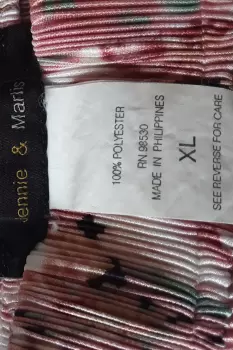 Jennie & Marlis
100% POLYESTER
RN 98530
MADE IN PHILIPPINES
XL
SEE REVERSE FOR CARE